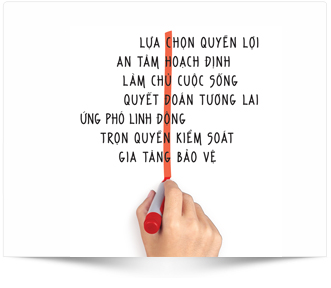 LỰA CHỌN QUYỀN LỢI
AN TÂM HOẠCH ĐỊNH
LÀM CHỦ CUỘC SỐNG
QUYẾT ĐOÁN TƯƠNG LAI
ỨNG PHÓ LINH ĐỘNG
TRỌN QUYỀN KIỂM SOÁT
GIA TĂNG BẢO VỆ